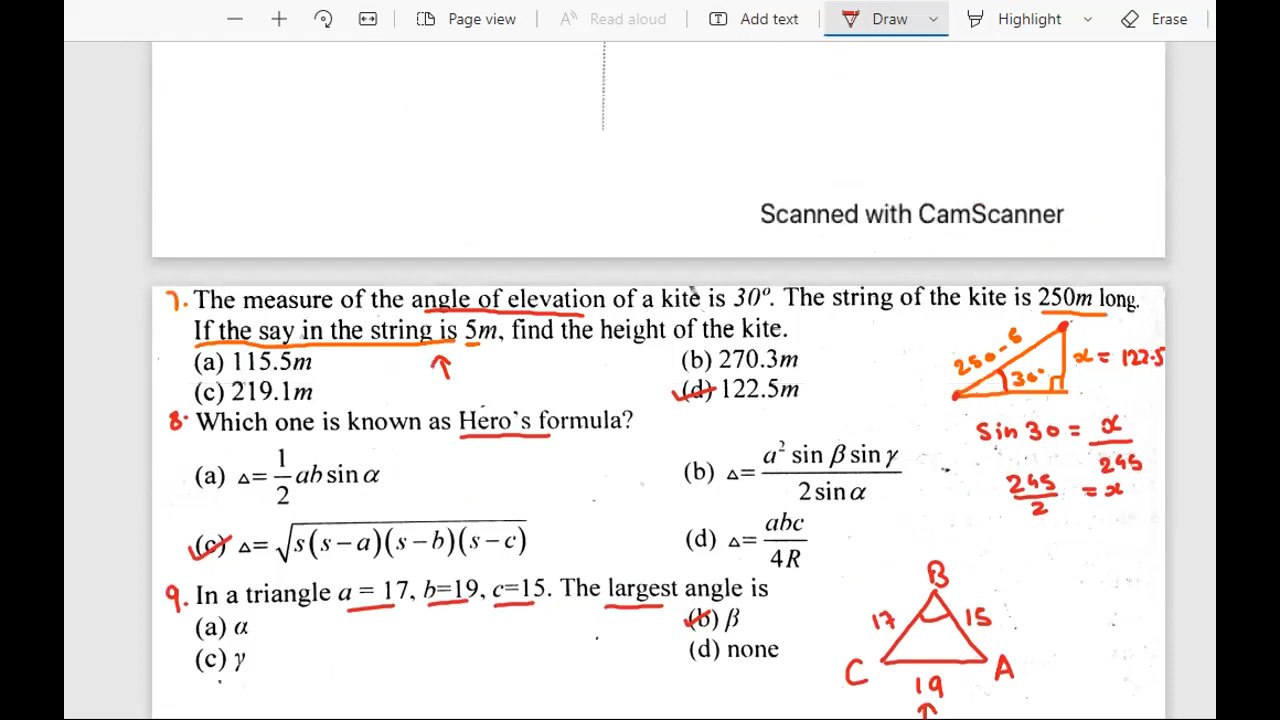 Page view
Read aloud
Add text
Draw
Highlight
Erase
Scanned with CamScanner
7. The measure of the angle of elevation of a kite is 30°. The string of the kite is 250m long.
If the say in the string is 5m, find the height of the kite.
(a) 115.5m (b) 270.3m
(c) 219.1m (d) 122.5m
250-5
30°
x = 122.5
sin 30 = x/245
245/2 = x
8. Which one is known as Hero's formula?
(a) △= 1/2 ab sin α (b) △= a² sin β sin γ / 2 sin α
(c) △= √s(s−a)(s−b)(s−c) (d) △= abc/4R
9. In a triangle a = 17, b=19, c=15. The largest angle is
(a) α (b) β
(c) γ (d) none
B
17 15
C A
19